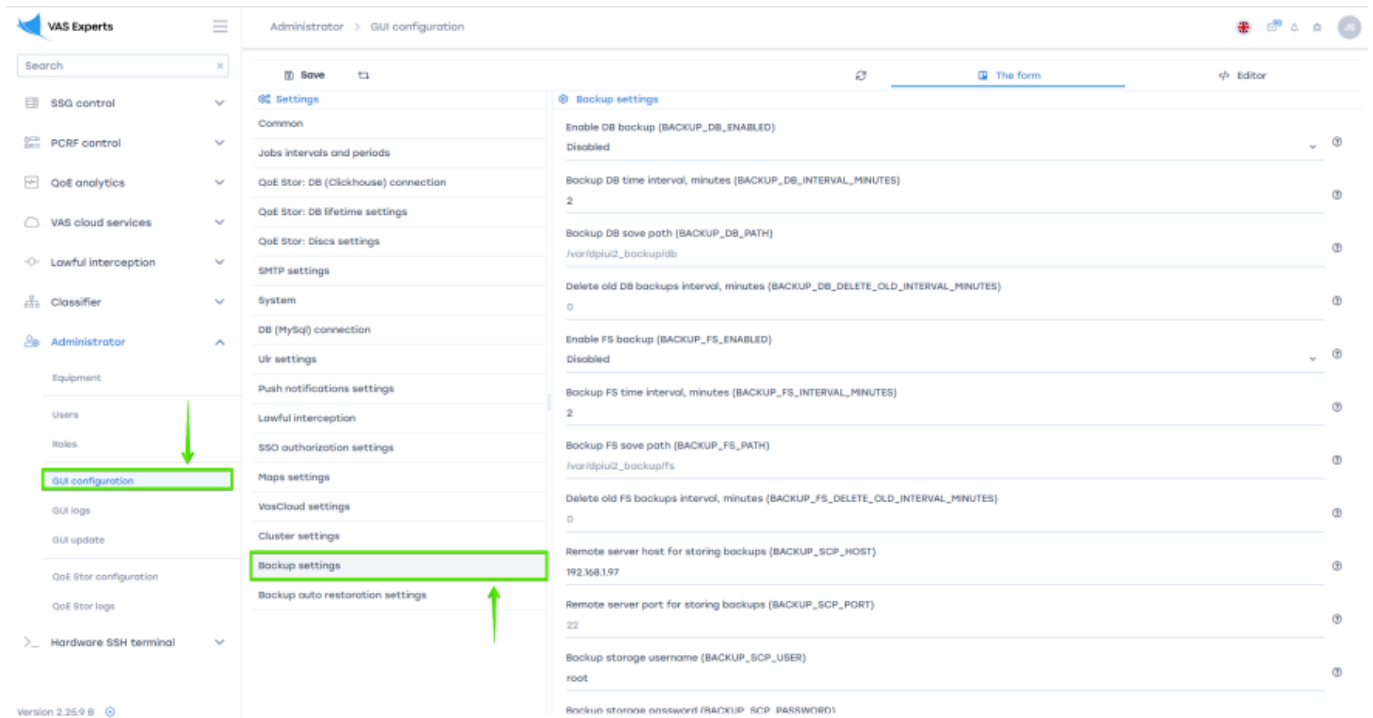 VAS Experts
Administrator > GUI configuration
50
JS
Search ×
Save
The form
</> Editor
SSG control
PCRF control
QoE analytics
VAS cloud services
Lawful interception
Classifier
Administrator
Equipment
Users
Roles
GUI configuration
GUI logs
GUI update
QoE Stor configuration
QoE Stor logs
>_ Hardware SSH terminal
Version 2.25.9 B
Settings
Common
Jobs intervals and periods
QoE Stor: DB (Clickhouse) connection
QoE Stor: DB lifetime settings
QoE Stor: Discs settings
SMTP settings
System
DB (MySql) connection
Ulr settings
Push notifications settings
Lawful interception
SSO authorization settings
Maps settings
VasCloud settings
Cluster settings
Backup settings
Backup auto restoration settings
Backup settings
Enable DB backup (BACKUP_DB_ENABLED)
Disabled
Backup DB time interval, minutes (BACKUP_DB_INTERVAL_MINUTES)
2
Backup DB save path (BACKUP_DB_PATH)
/var/dpiui2_backup/db
Delete old DB backups interval, minutes (BACKUP_DB_DELETE_OLD_INTERVAL_MINUTES)
0
Enable FS backup (BACKUP_FS_ENABLED)
Disabled
Backup FS time interval, minutes (BACKUP_FS_INTERVAL_MINUTES)
2
Backup FS save path (BACKUP_FS_PATH)
/var/dpiui2_backup/fs
Delete old FS backups interval, minutes (BACKUP_FS_DELETE_OLD_INTERVAL_MINUTES)
0
Remote server host for storing backups (BACKUP_SCP_HOST)
192.168.1.97
Remote server port for storing backups (BACKUP_SCP_PORT)
22
Backup storage username (BACKUP_SCP_USER)
root
Backup storage password (BACKUP_SCP_PASSWORD)